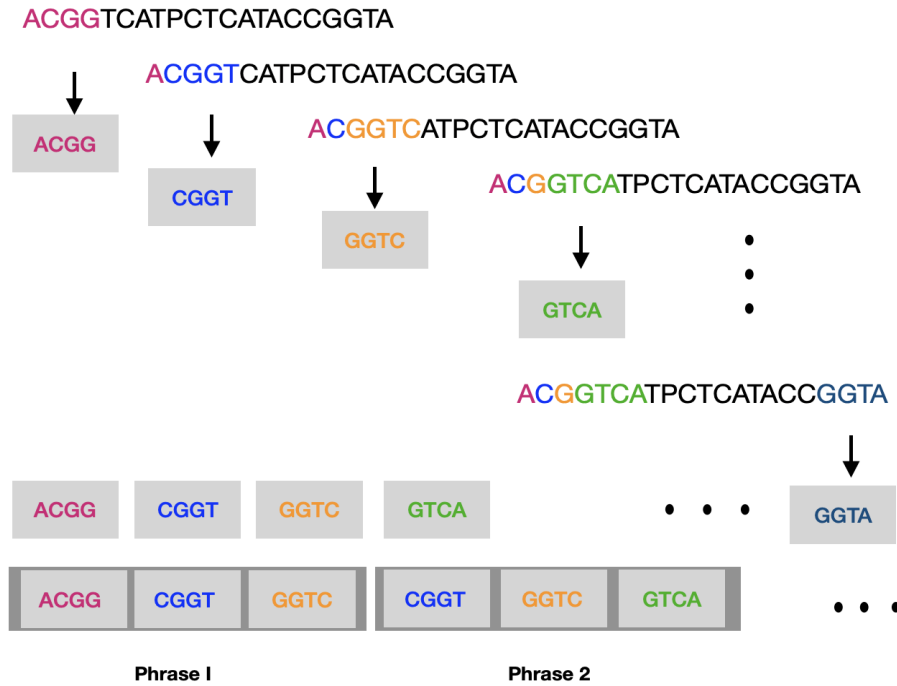 ACGGTCATPCTCATACCGGTA
ACGGTCATPCTCATACCGGTA
ACGGTCATPCTCATACCGGTA
ACGG
ACGGTCATPCTCATACCGGTA
CGGT
GGTC
GTCA
ACGGTCATPCTCATACCGGTA
ACGG CGGT GGTC GTCA GGTA
ACGG CGGT GGTC CGGT GGTC GTCA
Phrase I Phrase 2